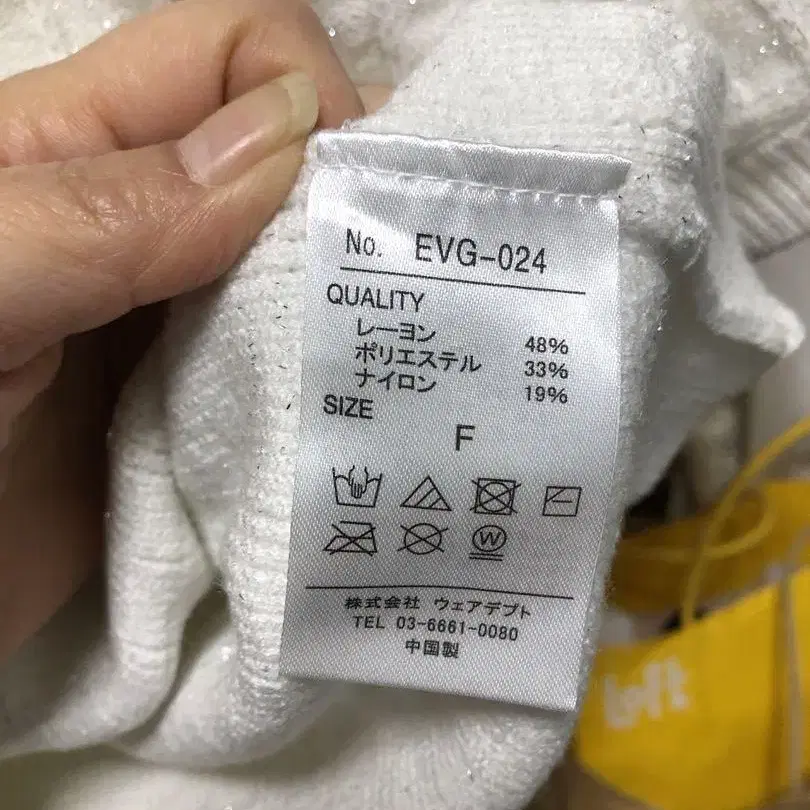 No. EVG-024
QUALITY
レーヨン 48%
ポリエステル 33%
ナイロン 19%
SIZE
F
W
株式会社 ウェアデプト
TEL 03-6661-0080
中国製
Loft